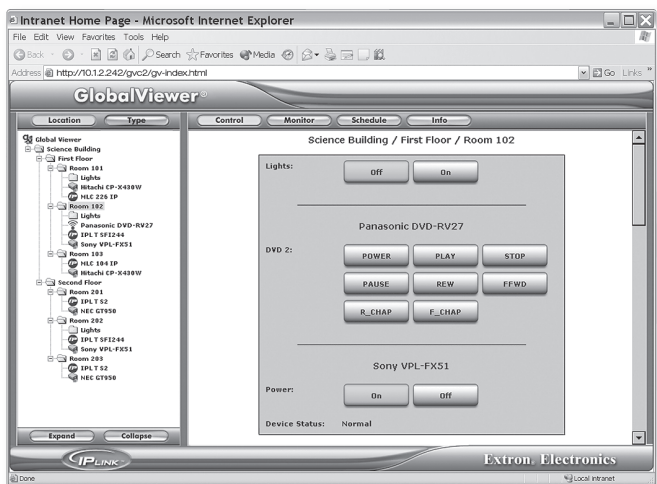 Intranet Home Page - Microsoft Internet Explorer
File Edit View Favorites Tools Help
Back Search Favorites Media
Address http://10.1.2.242/gvc2/gv-index.html Go Links »
GlobalViewer®
Location Type Control Monitor Schedule Info
Global Viewer
Science Building
First Floor
Room 101
Lights
Hitachi CP-X430W
MLC 226 IP
Room 102
Lights
Panasonic DVD-RV27
IPL T SFI244
Sony VPL-FX51
Room 103
MLC 104 IP
Hitachi CP-X430W
Second Floor
Room 201
IPL T S2
NEC GT950
Room 202
Lights
IPL T SFI244
Sony VPL-FX51
Room 203
IPL T S2
NEC GT950
Expand Collapse
Science Building / First Floor / Room 102
Lights: Off On
Panasonic DVD-RV27
DVD 2: POWER PLAY STOP
PAUSE REW FFWD
R_CHAP F_CHAP
Sony VPL-FX51
Power: On Off
Device Status: Normal
IP LINK™
Extron® Electronics
Done Local intranet